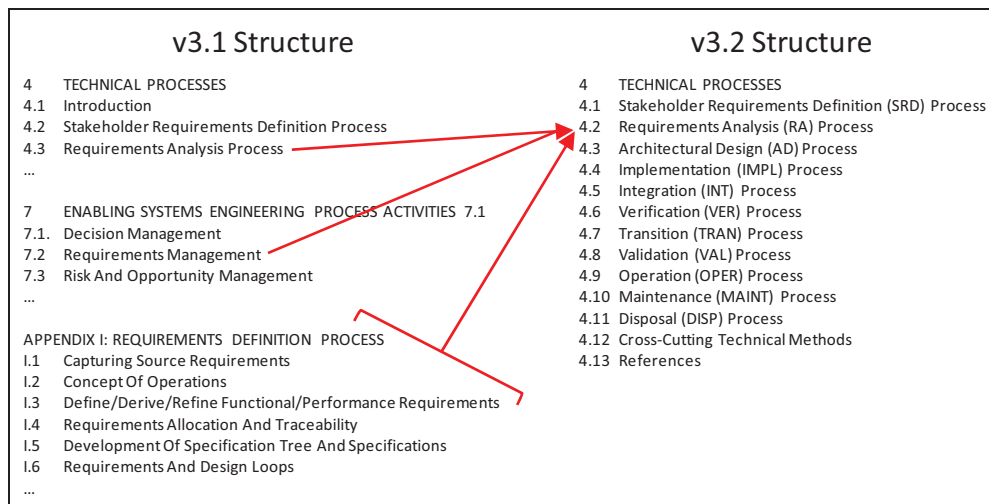 v3.1 Structure
4 TECHNICAL PROCESSES
4.1 Introduction
4.2 Stakeholder Requirements Definition Process
4.3 Requirements Analysis Process
…
7 ENABLING SYSTEMS ENGINEERING PROCESS ACTIVITIES 7.1
7.1. Decision Management
7.2 Requirements Management
7.3 Risk And Opportunity Management
…
APPENDIX I: REQUIREMENTS DEFINITION PROCESS
I.1 Capturing Source Requirements
I.2 Concept Of Operations
I.3 Define/Derive/Refine Functional/Performance Requirements
I.4 Requirements Allocation And Traceability
I.5 Development Of Specification Tree And Specifications
I.6 Requirements And Design Loops
…
v3.2 Structure
4 TECHNICAL PROCESSES
4.1 Stakeholder Requirements Definition (SRD) Process
4.2 Requirements Analysis (RA) Process
4.3 Architectural Design (AD) Process
4.4 Implementation (IMPL) Process
4.5 Integration (INT) Process
4.6 Verification (VER) Process
4.7 Transition (TRAN) Process
4.8 Validation (VAL) Process
4.9 Operation (OPER) Process
4.10 Maintenance (MAINT) Process
4.11 Disposal (DISP) Process
4.12 Cross-Cutting Technical Methods
4.13 References